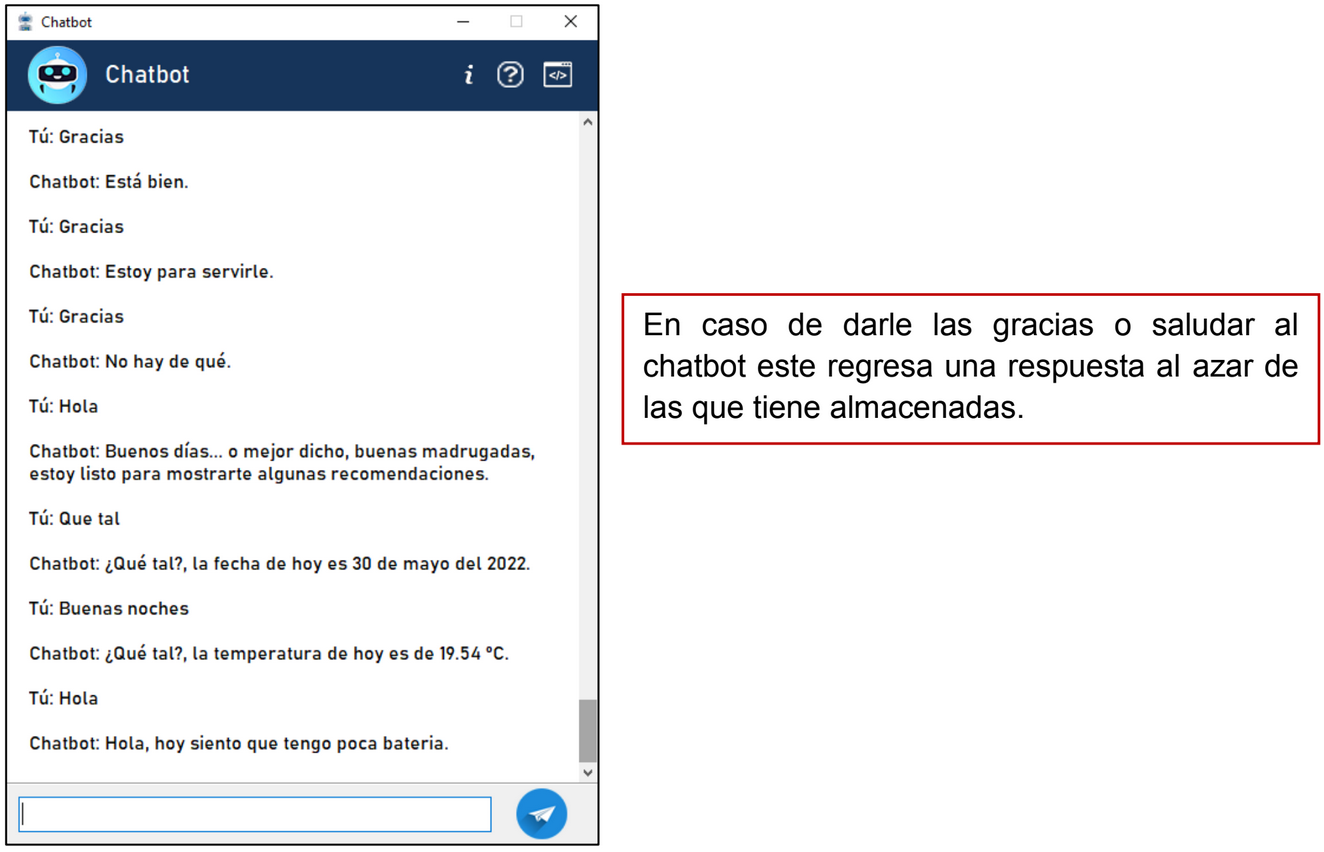 Chatbot
Chatbot
Tú: Gracias
Chatbot: Está bien.
Tú: Gracias
Chatbot: Estoy para servirle.
Tú: Gracias
Chatbot: No hay de qué.
Tú: Hola
Chatbot: Buenos días... o mejor dicho, buenas madrugadas,
estoy listo para mostrarte algunas recomendaciones.
Tú: Que tal
Chatbot: ¿Qué tal?, la fecha de hoy es 30 de mayo del 2022.
Tú: Buenas noches
Chatbot: ¿Qué tal?, la temperatura de hoy es de 19.54 ºC.
Tú: Hola
Chatbot: Hola, hoy siento que tengo poca bateria.
En caso de darle las gracias o saludar al
chatbot este regresa una respuesta al azar de
las que tiene almacenadas.